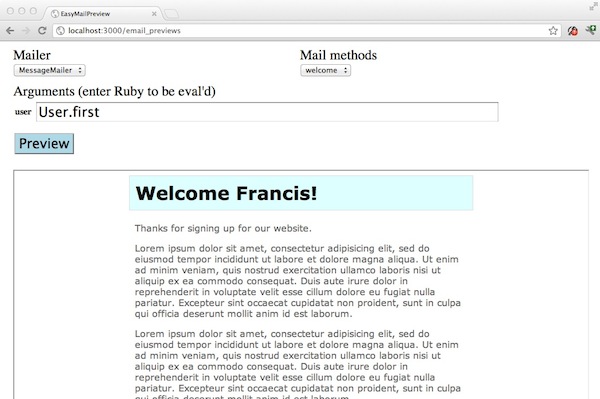 EasyMailPreview
localhost:3000/email_previews
Mailer
Mail methods
MessageMailer
welcome
Arguments (enter Ruby to be eval'd)
user
User.first
Preview
Welcome Francis!
Thanks for signing up for our website.
Lorem ipsum dolor sit amet, consectetur adipisicing elit, sed do
eiusmod tempor incididunt ut labore et dolore magna aliqua. Ut enim
ad minim veniam, quis nostrud exercitation ullamco laboris nisi ut
aliquip ex ea commodo consequat. Duis aute irure dolor in
reprehenderit in voluptate velit esse cillum dolore eu fugiat nulla
pariatur. Excepteur sint occaecat cupidatat non proident, sunt in culpa
qui officia deserunt mollit anim id est laborum.
Lorem ipsum dolor sit amet, consectetur adipisicing elit, sed do
eiusmod tempor incididunt ut labore et dolore magna aliqua. Ut enim
ad minim veniam, quis nostrud exercitation ullamco laboris nisi ut
aliquip ex ea commodo consequat. Duis aute irure dolor in
reprehenderit in voluptate velit esse cillum dolore eu fugiat nulla
pariatur. Excepteur sint occaecat cupidatat non proident, sunt in culpa